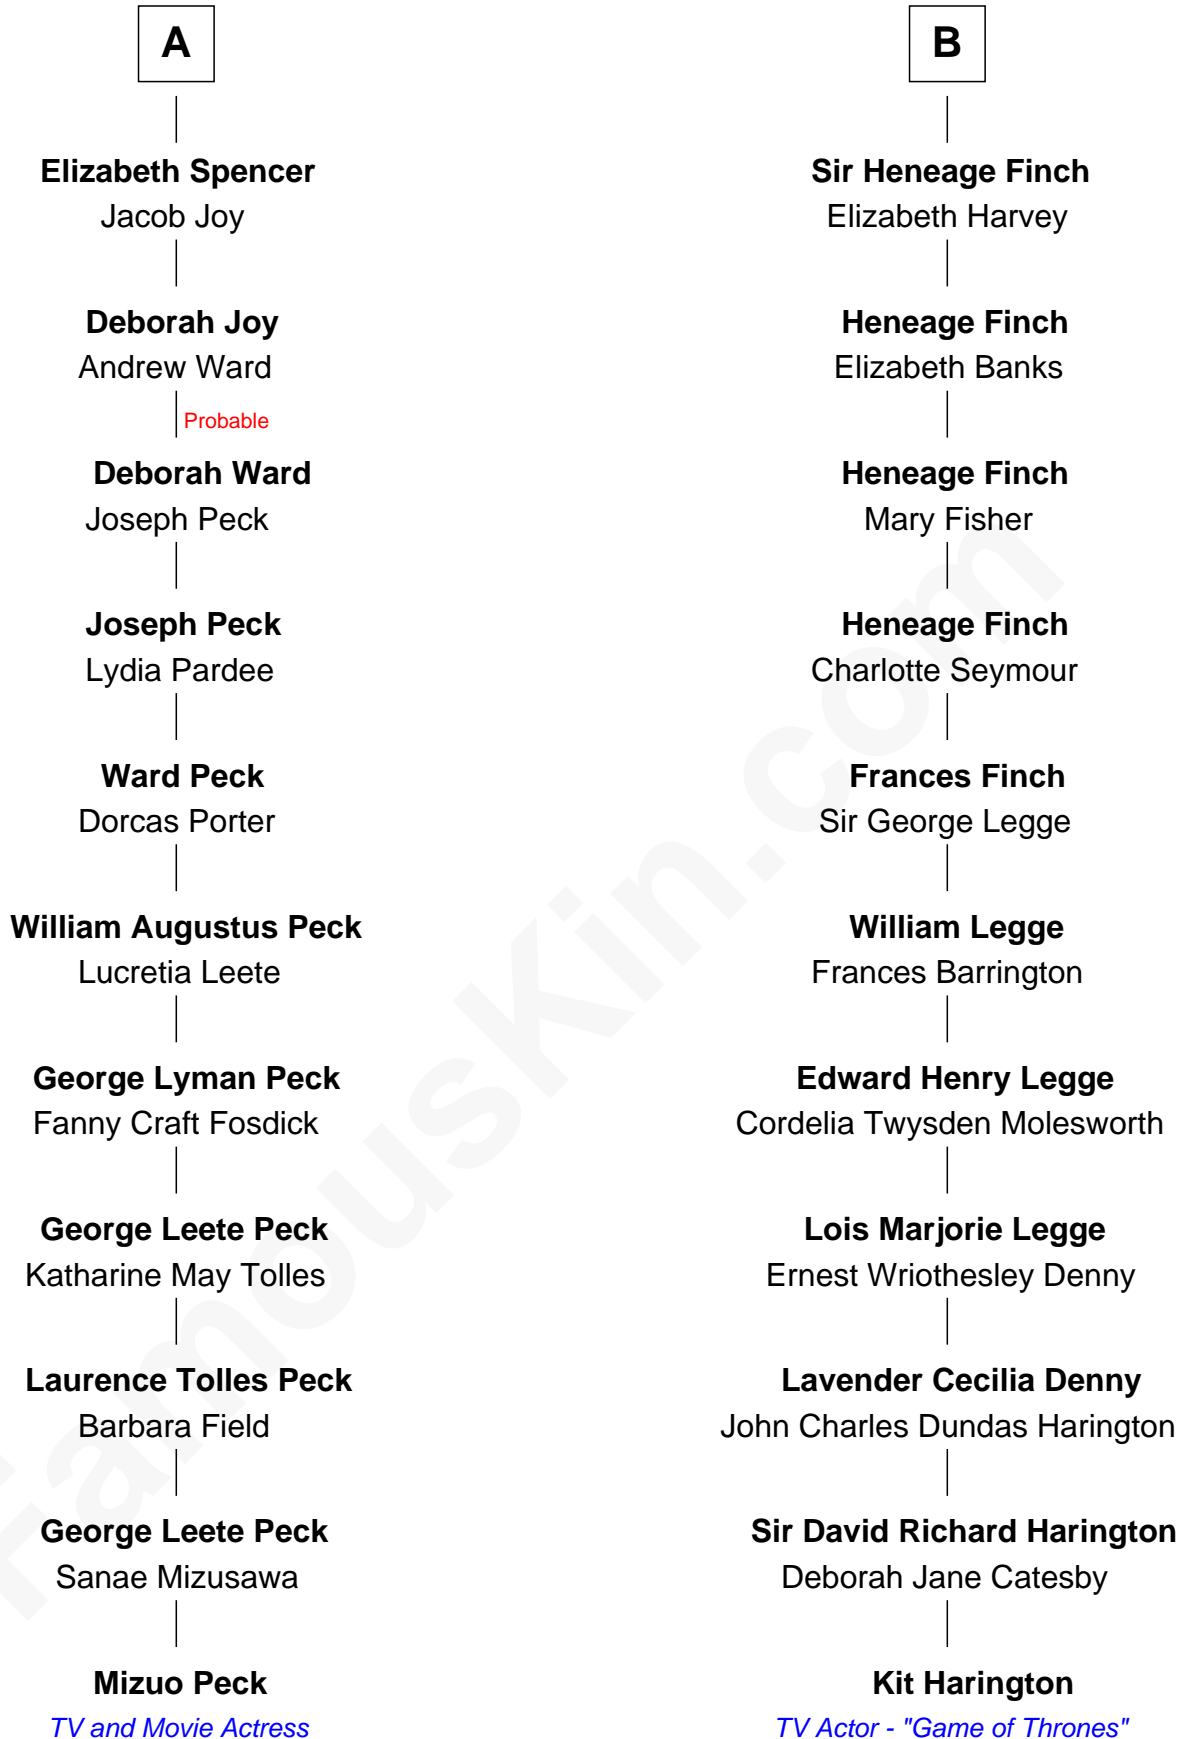 A
Elizabeth Spencer
Jacob Joy
Deborah Joy
Andrew Ward
Probable
Deborah Ward
Joseph Peck
Joseph Peck
Lydia Pardee
Ward Peck
Dorcas Porter
William Augustus Peck
Lucretia Leete
George Lyman Peck
Fanny Craft Fosdick
George Leete Peck
Katharine May Tolles
Laurence Tolles Peck
Barbara Field
George Leete Peck
Sanae Mizusawa
Mizuo Peck
TV and Movie Actress
B
Sir Heneage Finch
Elizabeth Harvey
Heneage Finch
Elizabeth Banks
Heneage Finch
Mary Fisher
Heneage Finch
Charlotte Seymour
Frances Finch
Sir George Legge
William Legge
Frances Barrington
Edward Henry Legge
Cordelia Twysden Molesworth
Lois Marjorie Legge
Ernest Wriothesley Denny
Lavender Cecilia Denny
John Charles Dundas Harington
Sir David Richard Harington
Deborah Jane Catesby
Kit Harington
TV Actor - "Game of Thrones"
FamousKin.com